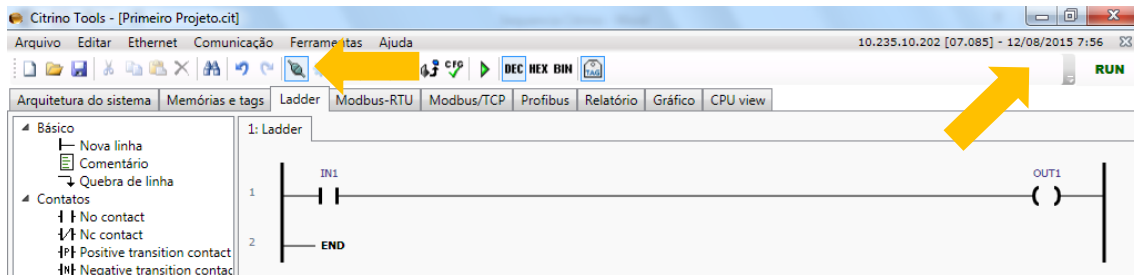 Citrino Tools - [Primeiro Projeto.cit]
Arquivo Editar Ethernet Comunicação Ferramentas Ajuda 10.235.10.202 [07.085] - 12/08/2015 7:56
CFG DEC HEX BIN TAG RUN
Arquitetura do sistema Memórias e tags Ladder Modbus-RTU Modbus/TCP Profibus Relatório Gráfico CPU view
Básico
Nova linha
Comentário
Quebra de linha
Contatos
No contact
Nc contact
Positive transition contact
Negative transition contac
1: Ladder
IN1 OUT1
1
2 END